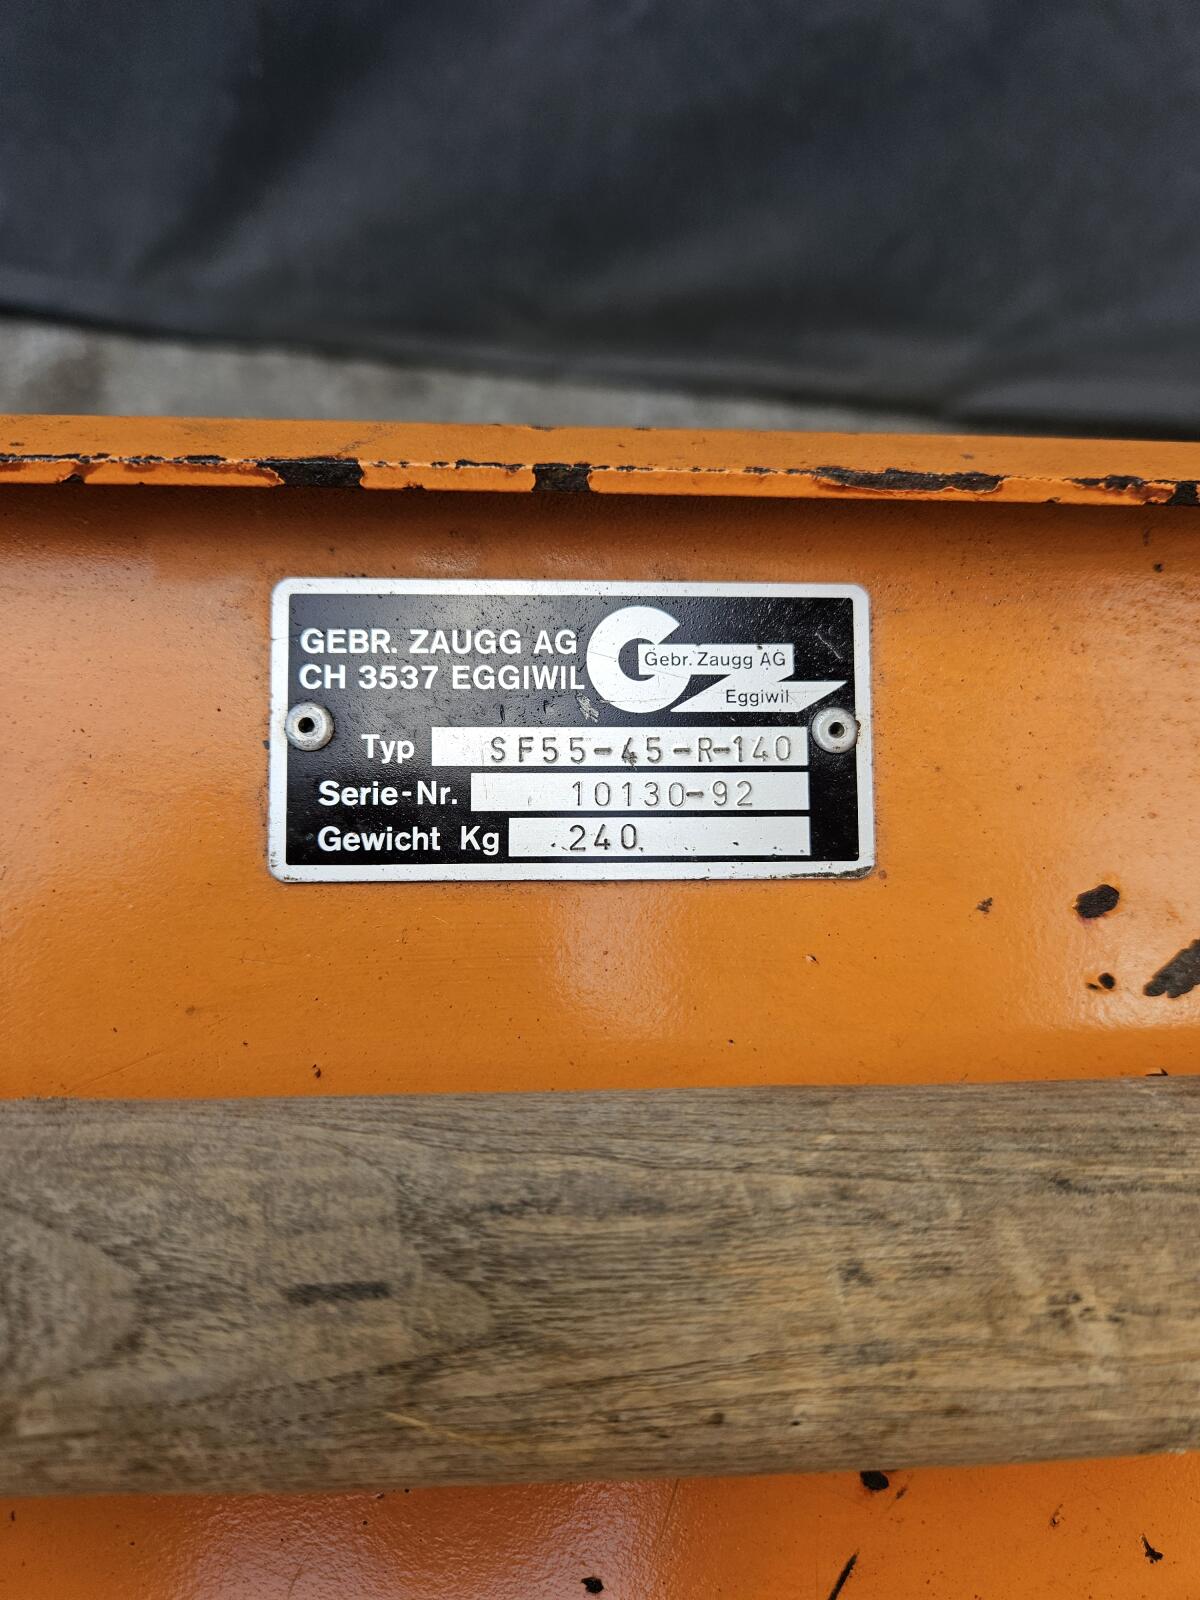 GEBR. ZAUGG AG
CH 3537 EGGIWIL
Gebr. Zaugg AG
Eggiwil
Typ SF55-45-R-140
Serie-Nr. 10130-92
Gewicht Kg 240